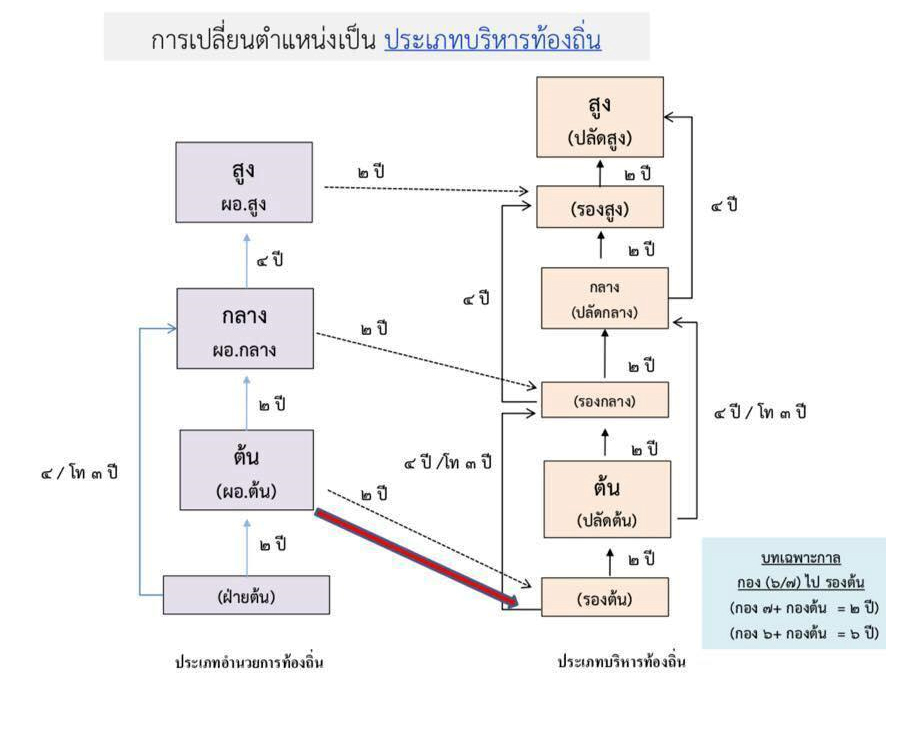 การเปลี่ยนตำแหน่งเป็น ประเภทบริหารท้องถิ่น
สูง
(ปลัดสูง)
๒ ปี
(รองสูง)
๔ ปี
๒ ปี
กลาง
(ปลัดกลาง)
๒ ปี
(รองกลาง)
๔ ปี / โท ๓ ปี
๒ ปี
ต้น
(ปลัดต้น)
๒ ปี
(รองต้น)
ประเภทบริหารท้องถิ่น
สูง
ผอ.สูง
๒ ปี
๔ ปี
๔ ปี
กลาง
ผอ.กลาง
๒ ปี
๒ ปี
๔ ปี /โท ๓ ปี
๔ / โท ๓ ปี
ต้น
(ผอ.ต้น)
๒ ปี
๒ ปี
(ฝ่ายต้น)
ประเภทอำนวยการท้องถิ่น
บทเฉพาะกาล
กอง (๖/๗) ไป รองต้น
(กอง ๗+ กองต้น = ๒ ปี)
(กอง ๖+ กองต้น = ๖ ปี)